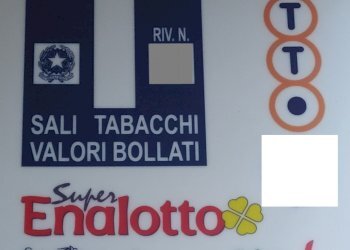 RIV. N.
SALI TABACCHI
VALORI BOLLATI
T
T
O
Super
Enalotto